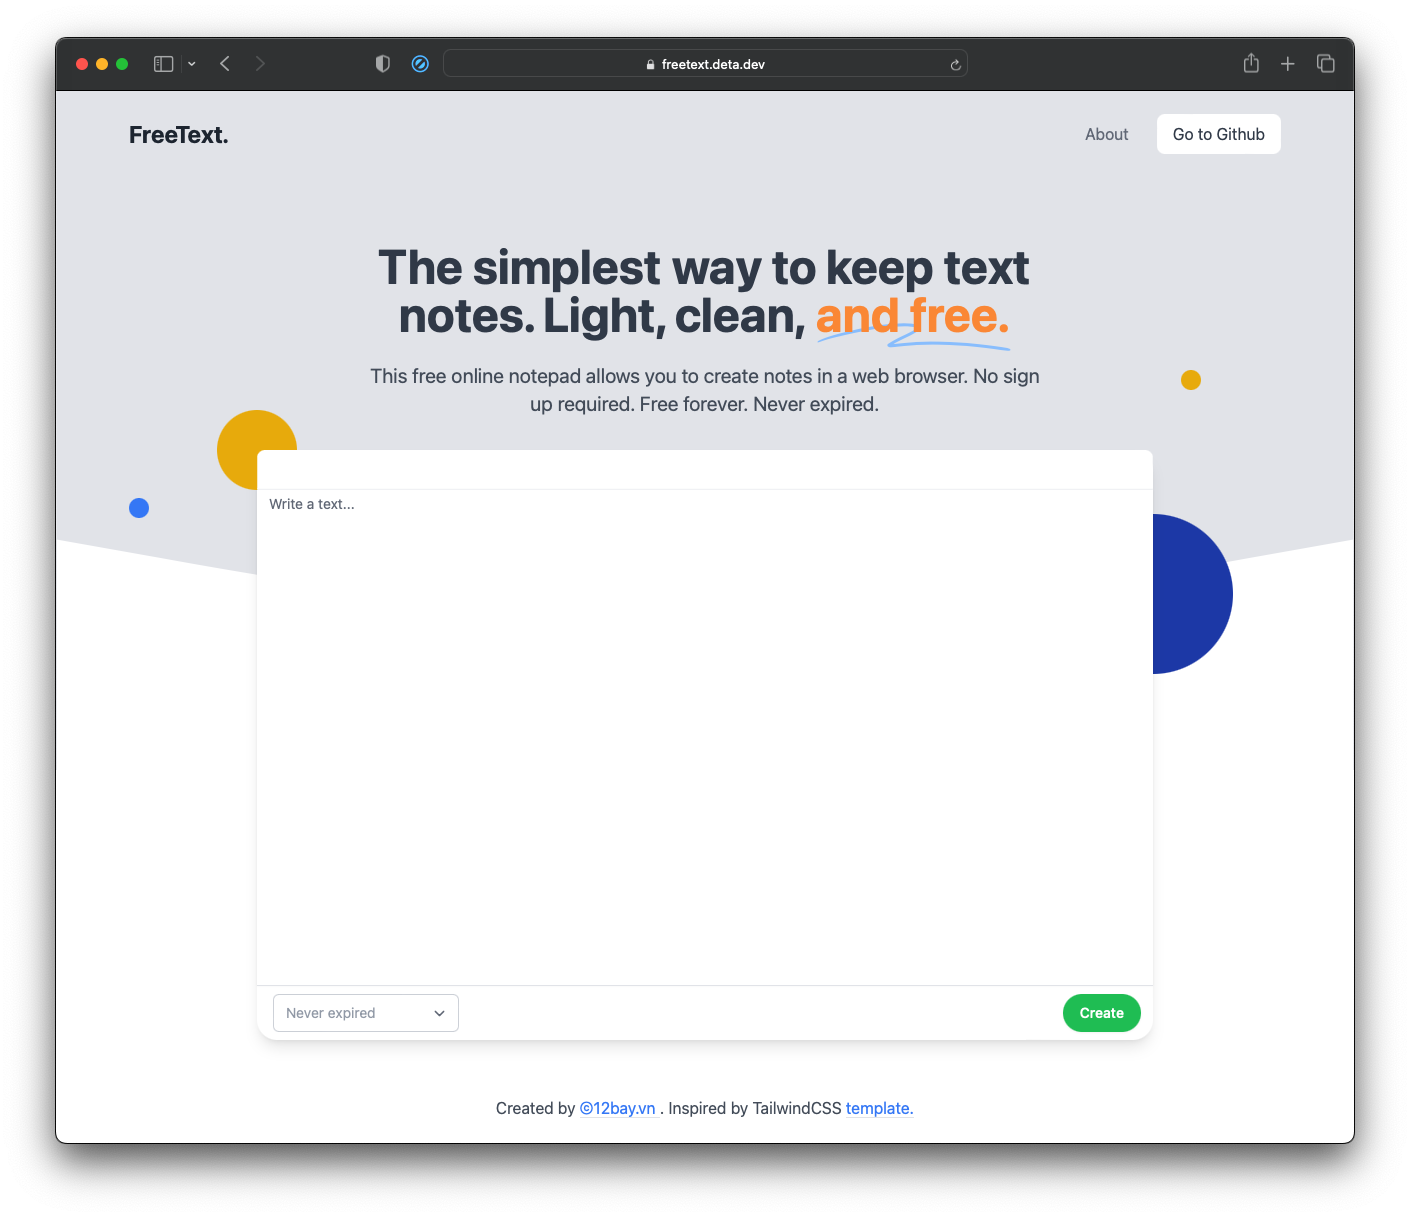 freetext.deta.dev
FreeText.
About
Go to Github
The simplest way to keep text
notes. Light, clean, and free.
This free online notepad allows you to create notes in a web browser. No sign
up required. Free forever. Never expired.
Write a text...
Never expired
Create
Created by ©12bay.vn . Inspired by TailwindCSS template.